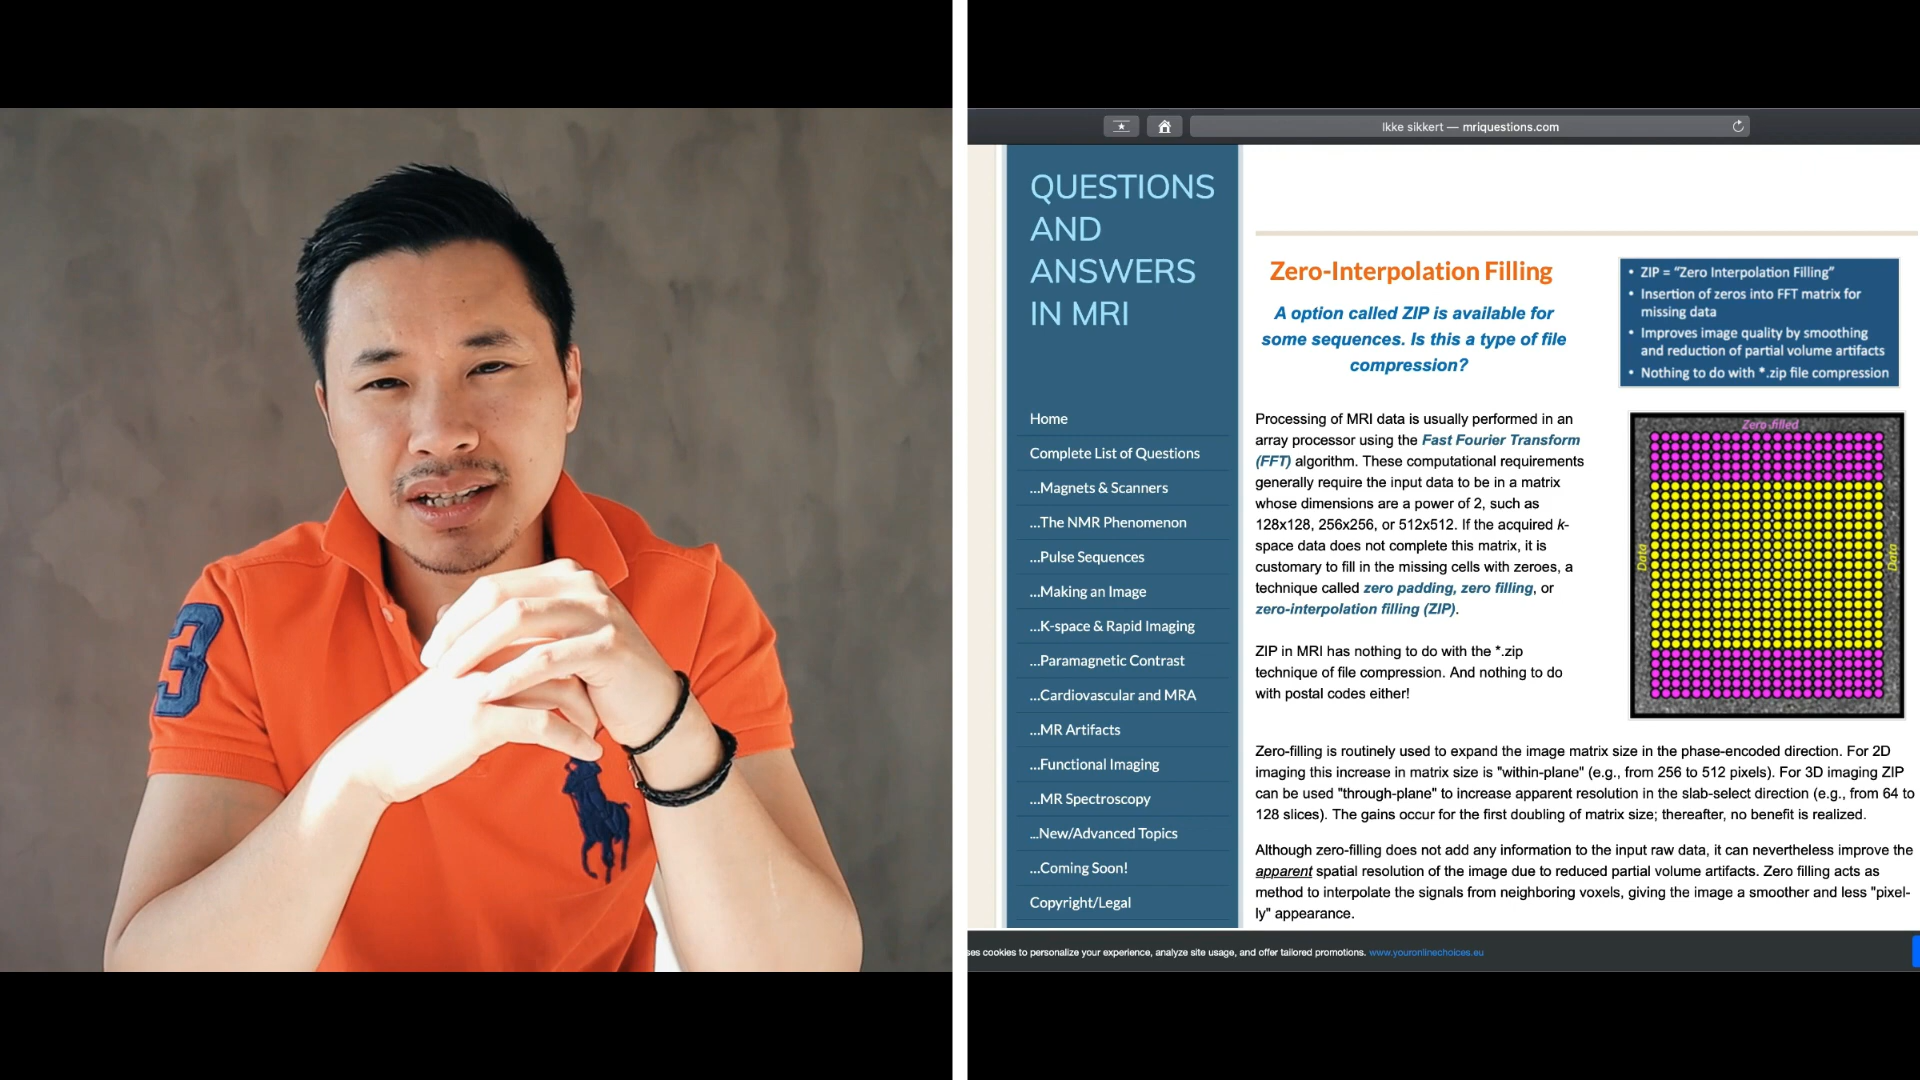 3
Ikke sikkert — mriquestions.com
QUESTIONS
AND
ANSWERS
IN MRI
Home
Complete List of Questions
...Magnets & Scanners
...The NMR Phenomenon
...Pulse Sequences
...Making an Image
...K-space & Rapid Imaging
...Paramagnetic Contrast
...Cardiovascular and MRA
...MR Artifacts
...Functional Imaging
...MR Spectroscopy
...New/Advanced Topics
...Coming Soon!
Copyright/Legal
Zero-Interpolation Filling
A option called ZIP is available for
some sequences. Is this a type of file
compression?
• ZIP = “Zero Interpolation Filling”
• Insertion of zeros into FFT matrix for
missing data
• Improves image quality by smoothing
and reduction of partial volume artifacts
• Nothing to do with *.zip file compression
Processing of MRI data is usually performed in an
array processor using the Fast Fourier Transform
(FFT) algorithm. These computational requirements
generally require the input data to be in a matrix
whose dimensions are a power of 2, such as
128x128, 256x256, or 512x512. If the acquired k-
space data does not complete this matrix, it is
customary to fill in the missing cells with zeroes, a
technique called zero padding, zero filling, or
zero-interpolation filling (ZIP).
ZIP in MRI has nothing to do with the *.zip
technique of file compression. And nothing to do
with postal codes either!
Zero filled
Data
Data
Zero-filling is routinely used to expand the image matrix size in the phase-encoded direction. For 2D
imaging this increase in matrix size is "within-plane" (e.g., from 256 to 512 pixels). For 3D imaging ZIP
can be used "through-plane" to increase apparent resolution in the slab-select direction (e.g., from 64 to
128 slices). The gains occur for the first doubling of matrix size; thereafter, no benefit is realized.
Although zero-filling does not add any information to the input raw data, it can nevertheless improve the
apparent spatial resolution of the image due to reduced partial volume artifacts. Zero filling acts as
method to interpolate the signals from neighboring voxels, giving the image a smoother and less "pixel-
ly" appearance.
ses cookies to personalize your experience, analyze site usage, and offer tailored promotions. www.youronlinechoices.eu